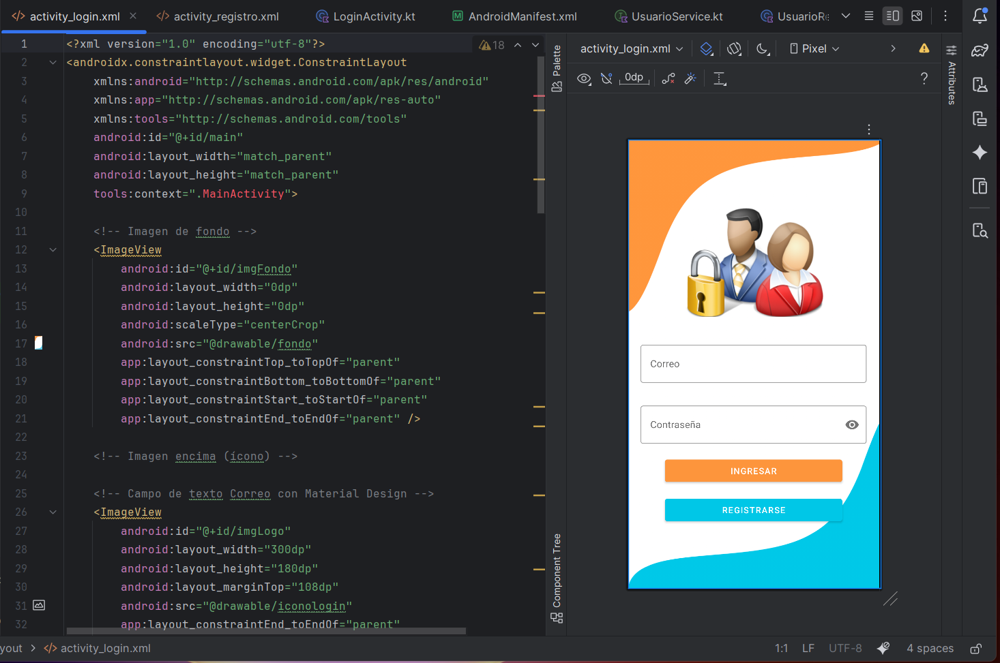 activity_login.xml
activity_registro.xml
LoginActivity.kt
AndroidManifest.xml
UsuarioService.kt
UsuarioRe
1 <?xml version="1.0" encoding="utf-8"?>
18
2 <androidx.constraintlayout.widget.ConstraintLayout
3 xmlns:android="http://schemas.android.com/apk/res/android"
4 xmlns:app="http://schemas.android.com/apk/res-auto"
5 xmlns:tools="http://schemas.android.com/tools"
6 android:id="@+id/main"
7 android:layout_width="match_parent"
8 android:layout_height="match_parent"
9 tools:context=".MainActivity">
10
11 <!-- Imagen de fondo -->
12 <ImageView
13 android:id="@+id/imgFondo"
14 android:layout_width="0dp"
15 android:layout_height="0dp"
16 android:scaleType="centerCrop"
17 android:src="@drawable/fondo"
18 app:layout_constraintTop_toTopOf="parent"
19 app:layout_constraintBottom_toBottomOf="parent"
20 app:layout_constraintStart_toStartOf="parent"
21 app:layout_constraintEnd_toEndOf="parent" />
22
23 <!-- Imagen encima (ícono) -->
24
25 <!-- Campo de texto Correo con Material Design -->
26 <ImageView
27 android:id="@+id/imgLogo"
28 android:layout_width="300dp"
29 android:layout_height="180dp"
30 android:layout_marginTop="108dp"
31 android:src="@drawable/iconologin"
32 app:layout_constraintEnd_toEndOf="parent"
Palette
Component Tree
activity_login.xml
Pixel
0dp
?
Attributes
Correo
Contraseña
INGRESAR
REGISTRARSE
yout > activity_login.xml
1:1
LF
UTF-8
4 spaces